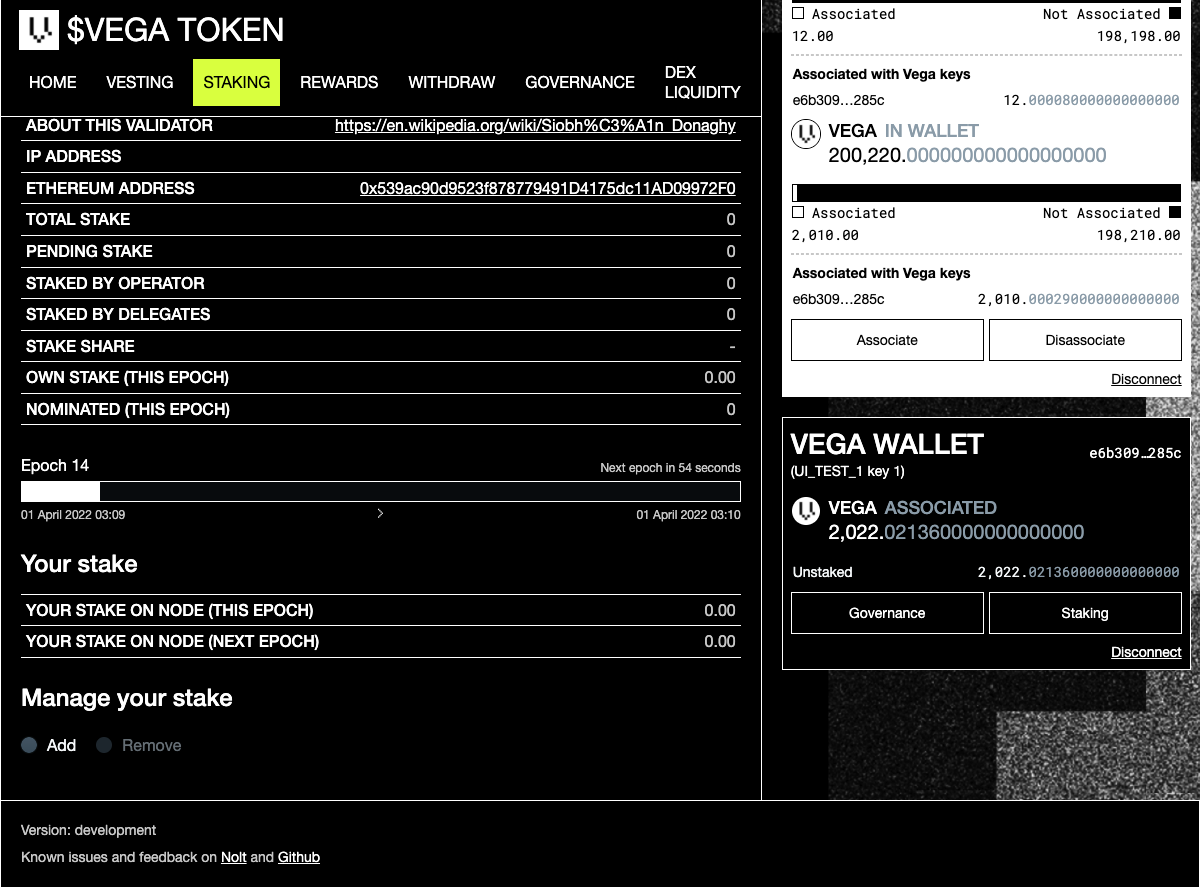 $VEGA TOKEN
HOME VESTING STAKING REWARDS WITHDRAW GOVERNANCE DEX LIQUIDITY
ABOUT THIS VALIDATOR https://en.wikipedia.org/wiki/Siobh%C3%A1n_Donaghy
IP ADDRESS
ETHEREUM ADDRESS 0x539ac90d9523f878779491D4175dc11AD09972F0
TOTAL STAKE 0
PENDING STAKE 0
STAKED BY OPERATOR 0
STAKED BY DELEGATES 0
STAKE SHARE -
OWN STAKE (THIS EPOCH) 0.00
NOMINATED (THIS EPOCH) 0
Epoch 14 Next epoch in 54 seconds
01 April 2022 03:09 > 01 April 2022 03:10
Your stake
YOUR STAKE ON NODE (THIS EPOCH) 0.00
YOUR STAKE ON NODE (NEXT EPOCH) 0.00
Manage your stake
Add Remove
Associated Not Associated
12.00 198,198.00
Associated with Vega keys
e6b309…285c 12.000080000000000000
VEGA IN WALLET
200,220.000000000000000000
Associated Not Associated
2,010.00 198,210.00
Associated with Vega keys
e6b309…285c 2,010.000290000000000000
Associate Disassociate
Disconnect
VEGA WALLET e6b309…285c
(UI_TEST_1 key 1)
VEGA ASSOCIATED
2,022.021360000000000000
Unstaked 2,022.021360000000000000
Governance Staking
Disconnect
Version: development
Known issues and feedback on Nolt and Github